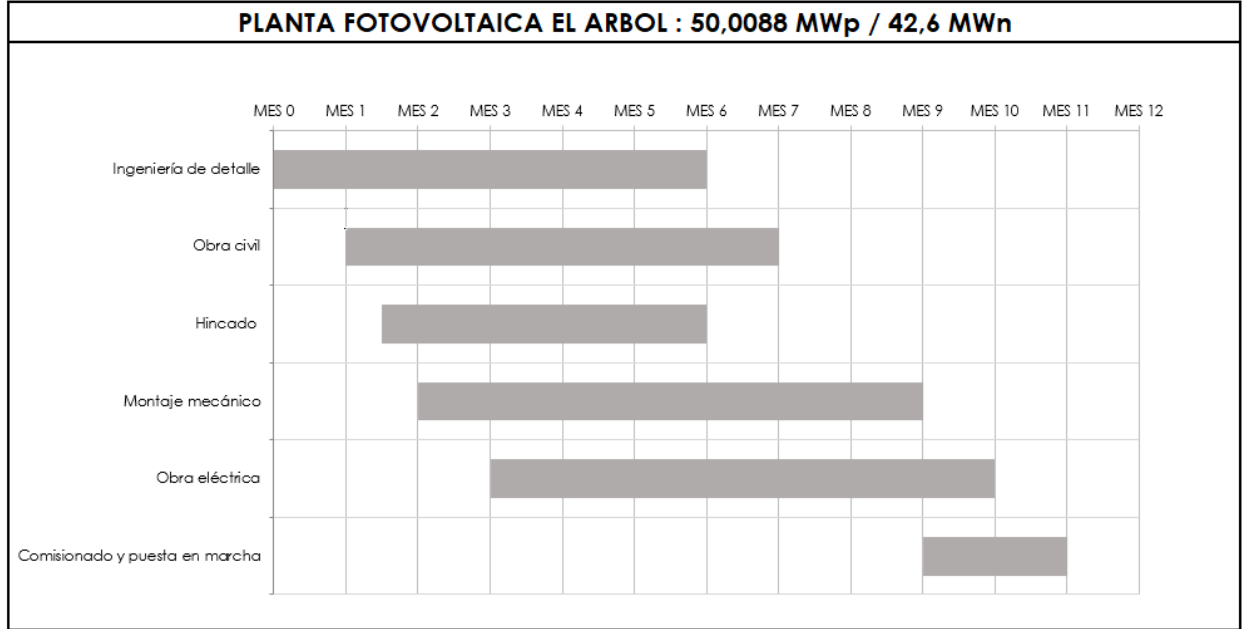 PLANTA FOTOVOLTAICA EL ARBOL : 50,0088 MWp / 42,6 MWn
MES 0 MES 1 MES 2 MES 3 MES 4 MES 5 MES 6 MES 7 MES 8 MES 9 MES 10 MES 11 MES 12
Ingeniería de detalle
Obra civil
Hincado
Montaje mecánico
Obra eléctrica
Comisionado y puesta en marcha